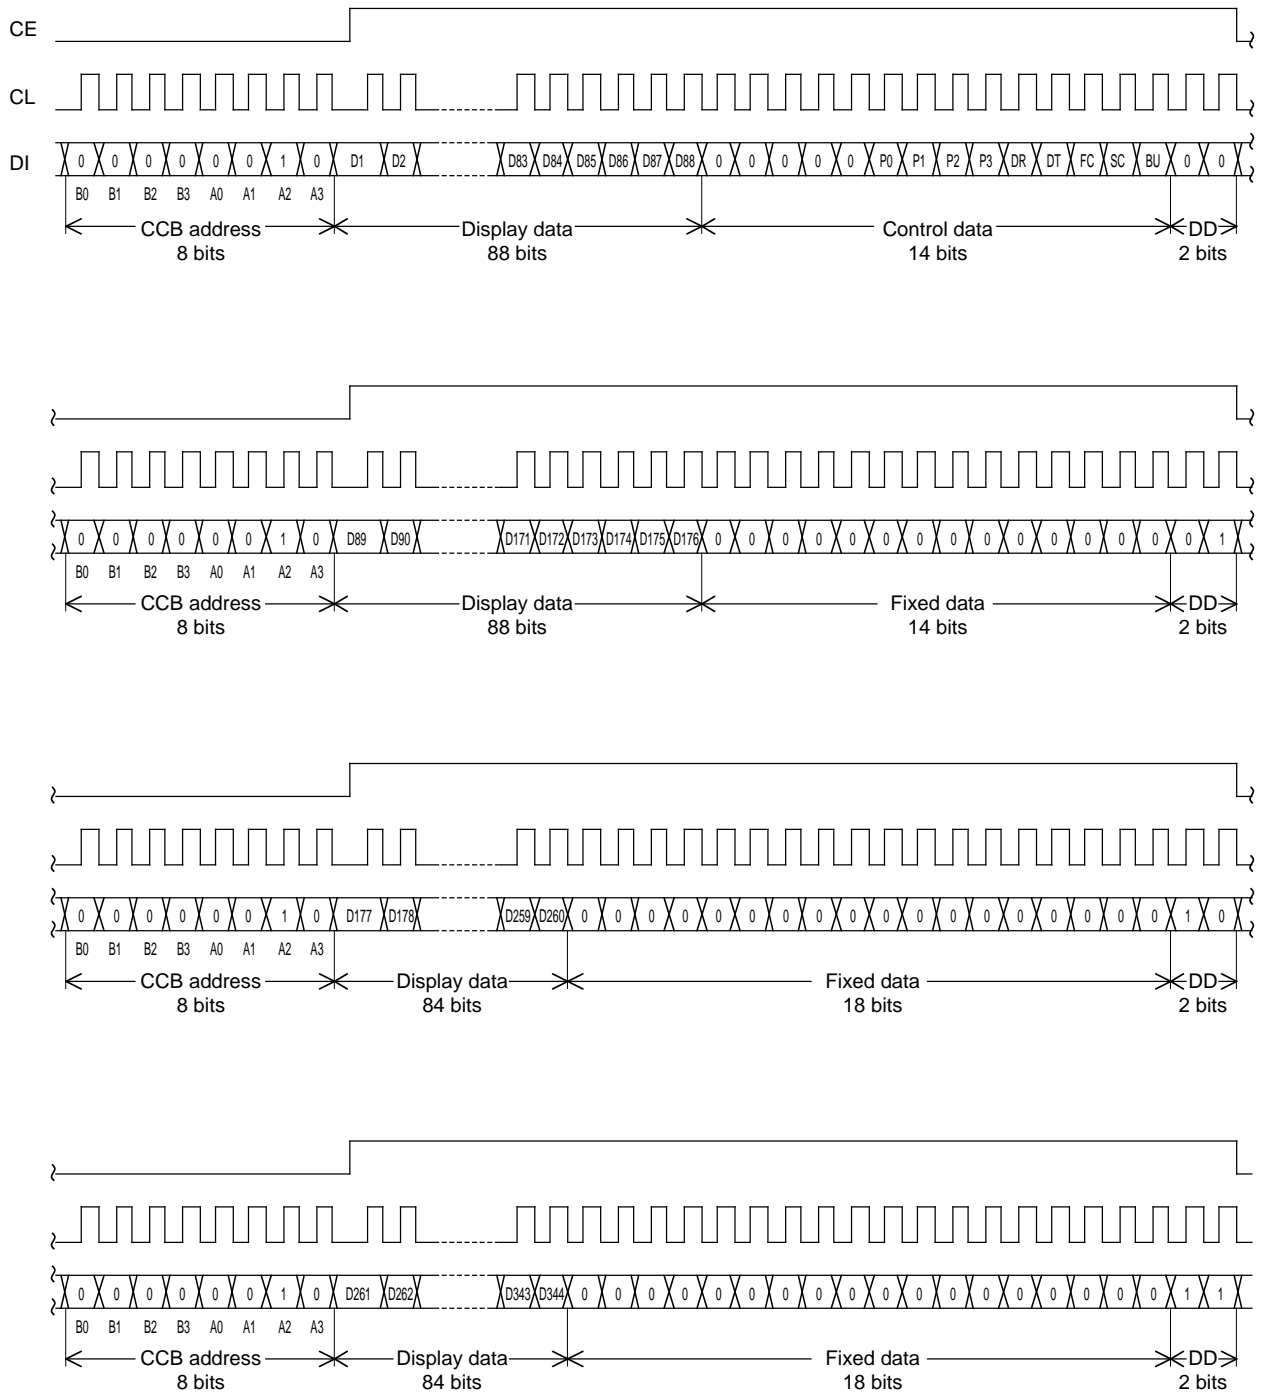 CE
CL
DI 0 0 0 0 0 0 1 0 D1 D2 D83 D84 D85 D86 D87 D88 0 0 0 0 0 P0 P1 P2 P3 DR DT FC SC BU 0 0
B0 B1 B2 B3 A0 A1 A2 A3
CCB address Display data Control data DD
8 bits 88 bits 14 bits 2 bits
0 0 0 0 0 0 1 0 D89 D90 D171 D172 D173 D174 D175 D176 0 0 0 0 0 0 0 0 0 0 0 0 0 0 0 1
B0 B1 B2 B3 A0 A1 A2 A3
CCB address Display data Fixed data DD
8 bits 88 bits 14 bits 2 bits
0 0 0 0 0 0 1 0 D177 D178 D259 D260 0 0 0 0 0 0 0 0 0 0 0 0 0 0 0 0 0 0 1 0
B0 B1 B2 B3 A0 A1 A2 A3
CCB address Display data Fixed data DD
8 bits 84 bits 18 bits 2 bits
0 0 0 0 0 0 1 0 D261 D262 D343 D344 0 0 0 0 0 0 0 0 0 0 0 0 0 0 0 0 0 0 1 1
B0 B1 B2 B3 A0 A1 A2 A3
CCB address Display data Fixed data DD
8 bits 84 bits 18 bits 2 bits